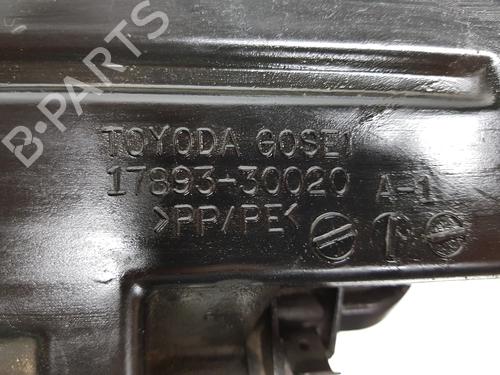 B-PARTS
TOYODA GOSEI
17893-30020 A-1
>PP/PE<